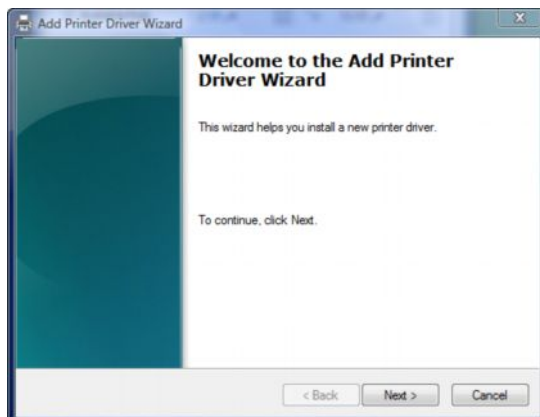 Add Printer Driver Wizard
Welcome to the Add Printer
Driver Wizard
This wizard helps you install a new printer driver.
To continue, click Next.
< Back
Next >
Cancel